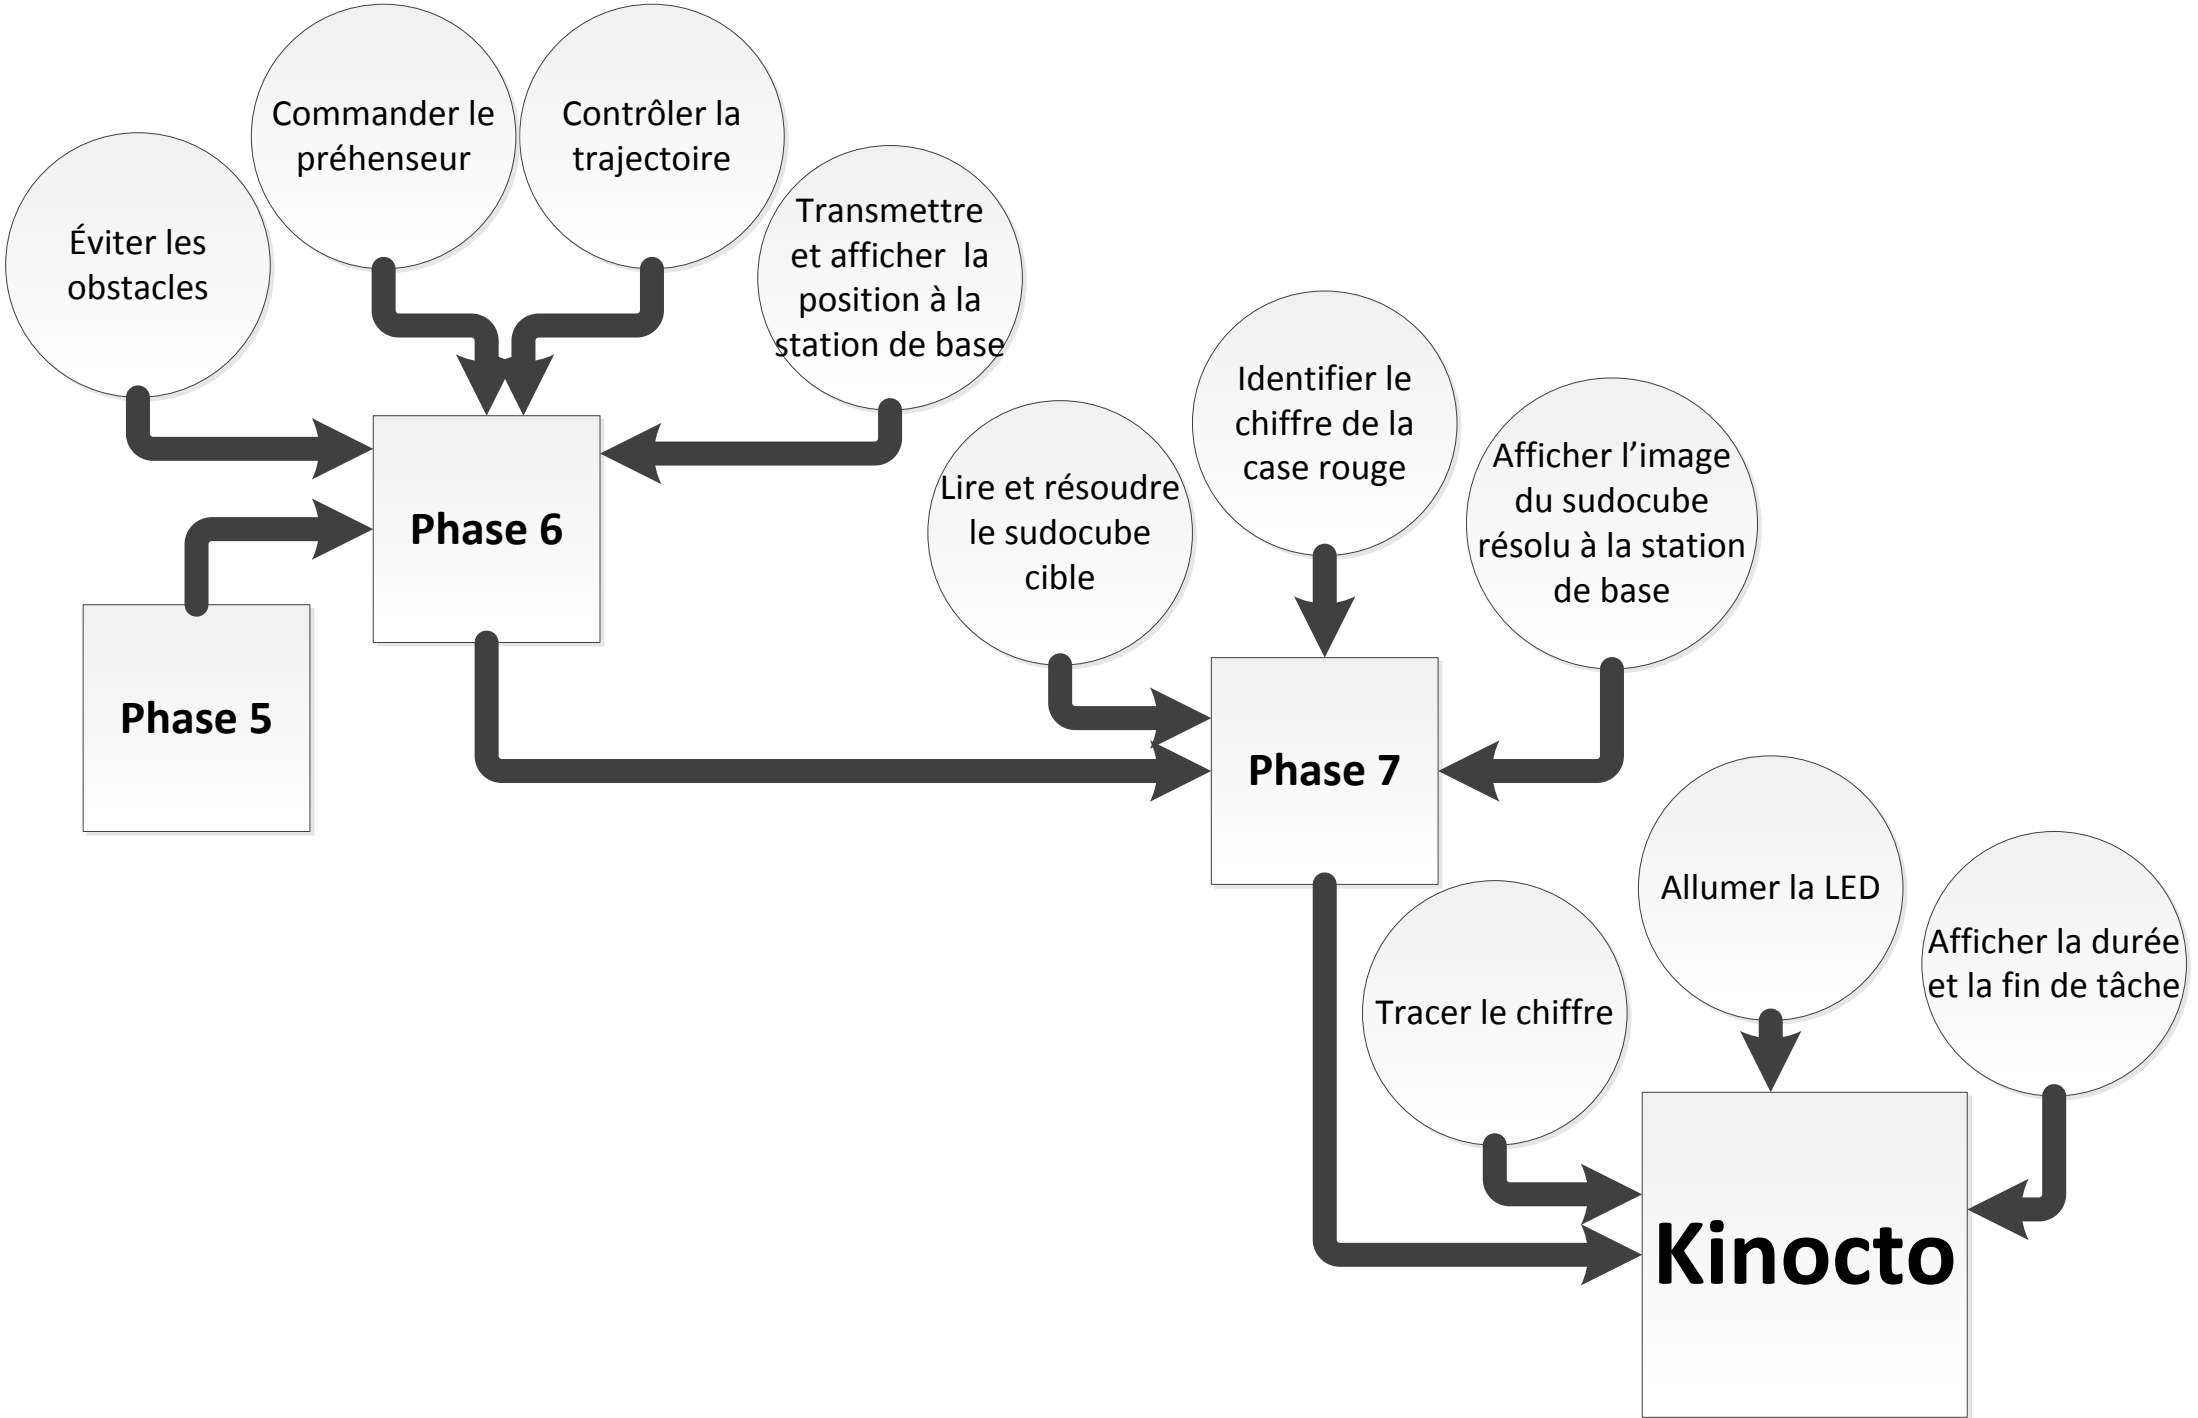 Commander le
préhenseur
Contrôler la
trajectoire
Éviter les
obstacles
Transmettre
et afficher  la
position à la
station de base
Phase 6
Phase 5
Identifier le
chiffre de la
case rouge
Lire et résoudre
le sudocube
cible
Afficher l’image
du sudocube
résolu à la station
de base
Phase 7
Allumer la LED
Afficher la durée
et la fin de tâche
Tracer le chiffre
Kinocto